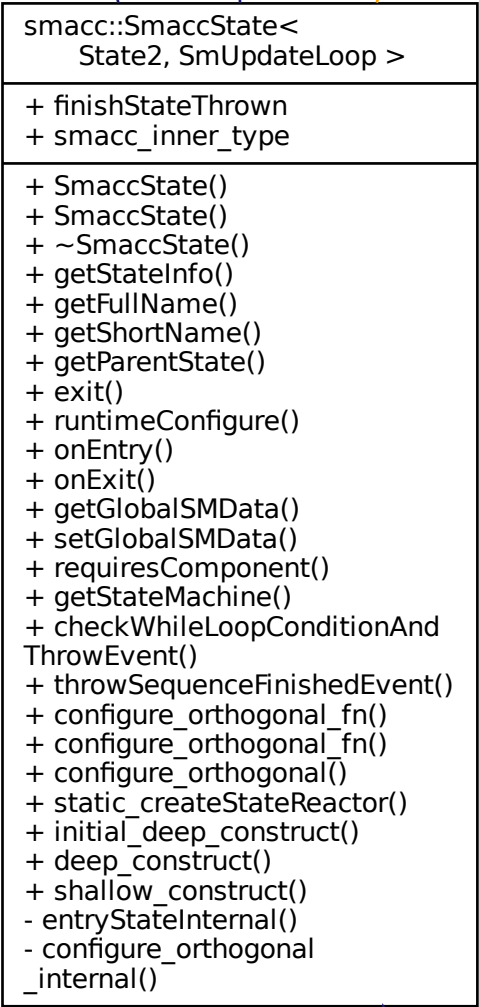 smacc::SmaccState<
State2, SmUpdateLoop >
+ finishStateThrown
+ smacc_inner_type
+ SmaccState()
+ SmaccState()
+ ~SmaccState()
+ getStateInfo()
+ getFullName()
+ getShortName()
+ getParentState()
+ exit()
+ runtimeConfigure()
+ onEntry()
+ onExit()
+ getGlobalSMData()
+ setGlobalSMData()
+ requiresComponent()
+ getStateMachine()
+ checkWhileLoopConditionAnd
ThrowEvent()
+ throwSequenceFinishedEvent()
+ configure_orthogonal_fn()
+ configure_orthogonal_fn()
+ configure_orthogonal()
+ static_createStateReactor()
+ initial_deep_construct()
+ deep_construct()
+ shallow_construct()
- entryStateInternal()
- configure_orthogonal
_internal()